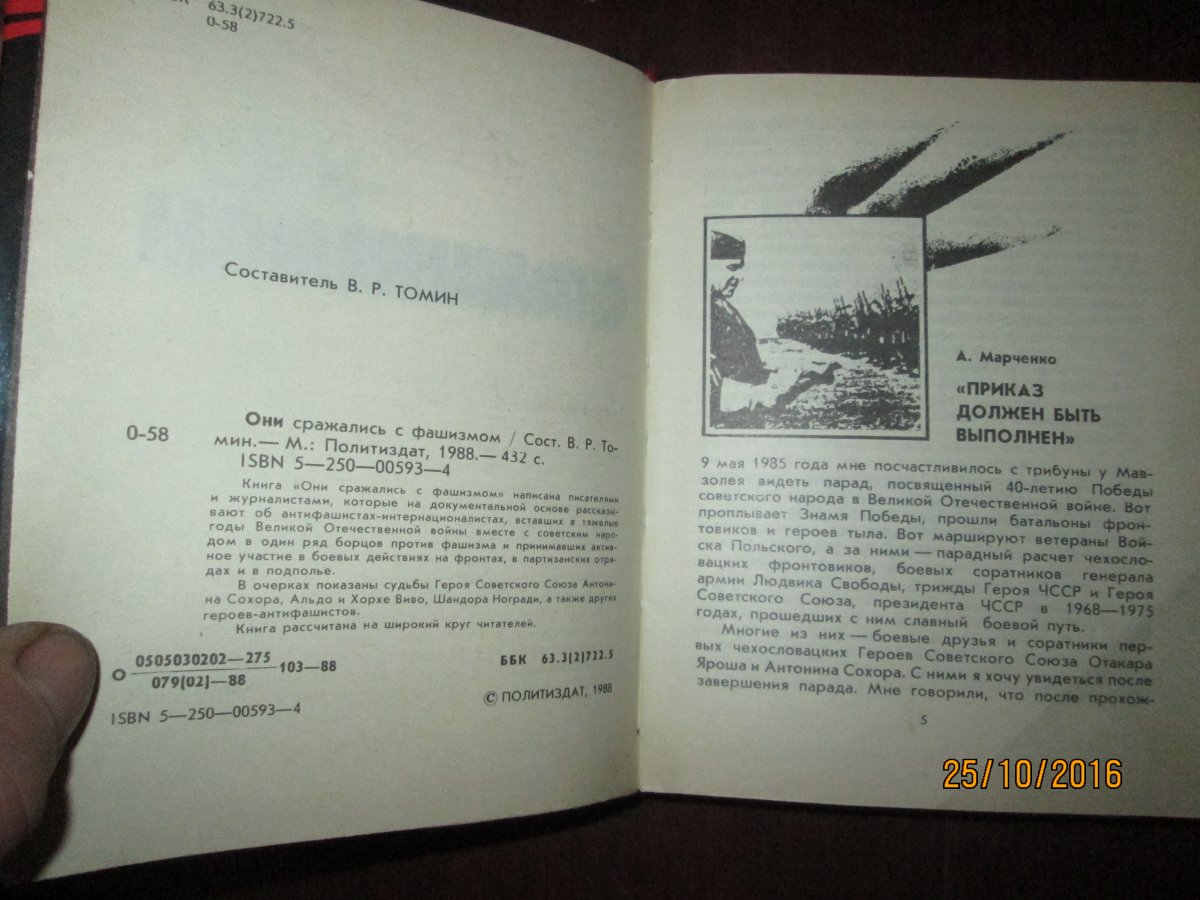 63.3(2)722.5
0-58
Составитель В. Р. ТОМИН
0-58
Они сражались с фашизмом / Сост. В. Р. То-
мин.— М.: Политиздат, 1988.— 432 с.
ISBN 5—250—00593—4
Книга «Они сражались с фашизмом» написана писателями
и журналистами, которые на документальной основе рассказы-
вают об антифашистах-интернационалистах, вставших в тяжелые
годы Великой Отечественной войны вместе с советским наро-
дом в один ряд борцов против фашизма и принимавших актив-
ное участие в боевых действиях на фронтах, в партизанских отря-
дах и в подполье.
В очерках показаны судьбы Героя Советского Союза Антони-
на Сохора, Альдо и Хорхе Виво, Шандора Ногради, а также других
героев-антифашистов.
Книга рассчитана на широкий круг читателей.
О 0505030202—275 103—88
079(02)—88
ББК 63.3(2)722.5
ISBN 5—250—00593—4
© ПОЛИТИЗДАТ, 1988
А. Марченко
«ПРИКАЗ
ДОЛЖЕН БЫТЬ
ВЫПОЛНЕН»
9 мая 1985 года мне посчастливилось с трибуны у Мав-
золея видеть парад, посвященный 40-летию Победы
советского народа в Великой Отечественной войне. Вот
проплывает Знамя Победы, прошли батальоны фрон-
товиков и героев тыла. Вот маршируют ветераны Вой-
ска Польского, а за ними — парадный расчет чехосло-
вацких фронтовиков, боевых соратников генерала
армии Людвика Свободы, трижды Героя ЧССР и Героя
Советского Союза, президента ЧССР в 1968—1975
годах, прошедших с ним славный боевой путь.
Многие из них — боевые друзья и соратники пер-
вых чехословацких Героев Советского Союза Отакара
Яроша и Антонина Сохора. С ними я хочу увидеться после
завершения парада. Мне говорили, что после прохож-
5
25/10/2016